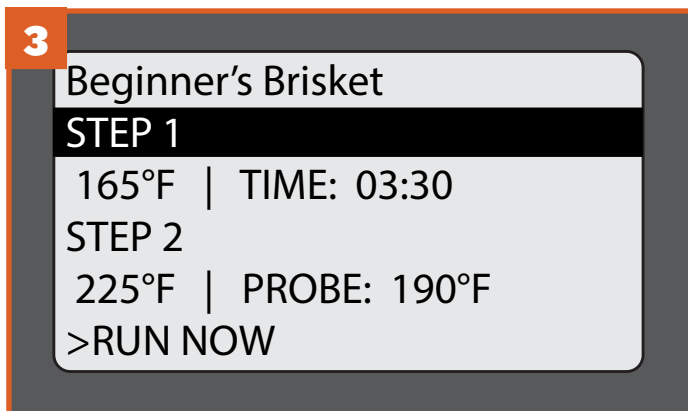 3
Beginner's Brisket
STEP 1
165°F | TIME: 03:30
STEP 2
225°F | PROBE: 190°F
>RUN NOW